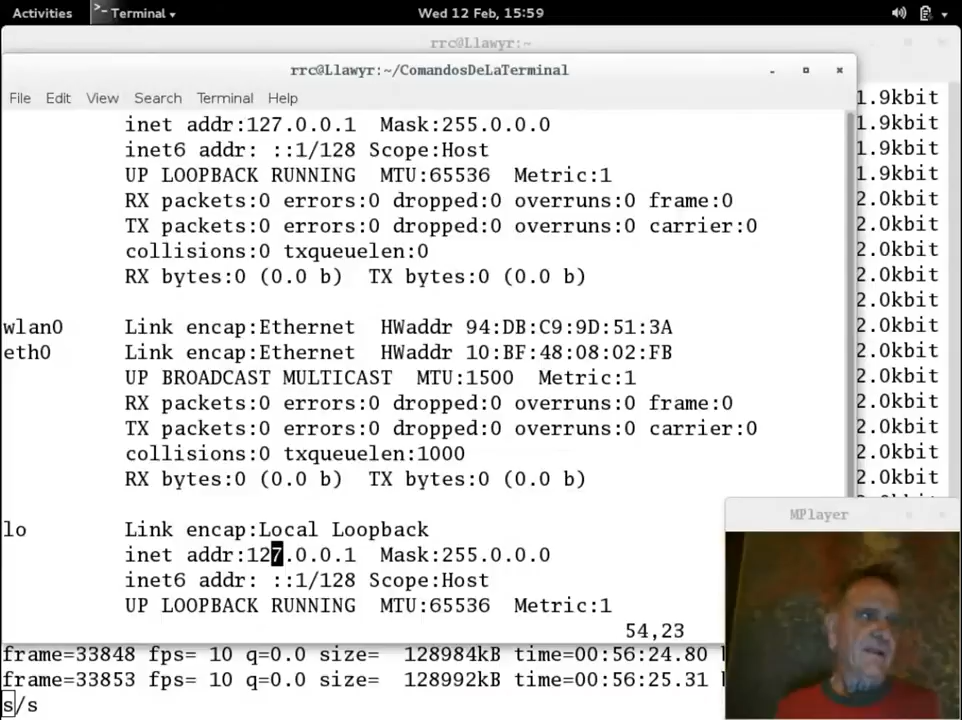 Activities
Terminal
Wed 12 Feb, 15:59
rrc@Llawyr:~
rrc@Llawyr:~/ComandosDeLaTerminal
File Edit View Search Terminal Help
inet addr:127.0.0.1 Mask:255.0.0.0
inet6 addr: ::1/128 Scope:Host
UP LOOPBACK RUNNING MTU:65536 Metric:1
RX packets:0 errors:0 dropped:0 overruns:0 frame:0
TX packets:0 errors:0 dropped:0 overruns:0 carrier:0
collisions:0 txqueuelen:0
RX bytes:0 (0.0 b) TX bytes:0 (0.0 b)
wlan0 Link encap:Ethernet HWaddr 94:DB:C9:9D:51:3A
eth0 Link encap:Ethernet HWaddr 10:BF:48:08:02:FB
UP BROADCAST MULTICAST MTU:1500 Metric:1
RX packets:0 errors:0 dropped:0 overruns:0 frame:0
TX packets:0 errors:0 dropped:0 overruns:0 carrier:0
collisions:0 txqueuelen:1000
RX bytes:0 (0.0 b) TX bytes:0 (0.0 b)
lo Link encap:Local Loopback
inet addr:127.0.0.1 Mask:255.0.0.0
inet6 addr: ::1/128 Scope:Host
UP LOOPBACK RUNNING MTU:65536 Metric:1
54,23
1.9kbit
1.9kbit
1.9kbit
1.9kbit
2.0kbit
2.0kbit
2.0kbit
2.0kbit
2.0kbit
2.0kbit
2.0kbit
2.0kbit
2.0kbit
2.0kbit
2.0kbit
2.0kbit
MPlayer
frame=33848 fps= 10 q=0.0 size= 128984kB time=00:56:24.80
frame=33853 fps= 10 q=0.0 size= 128992kB time=00:56:25.31
s/s